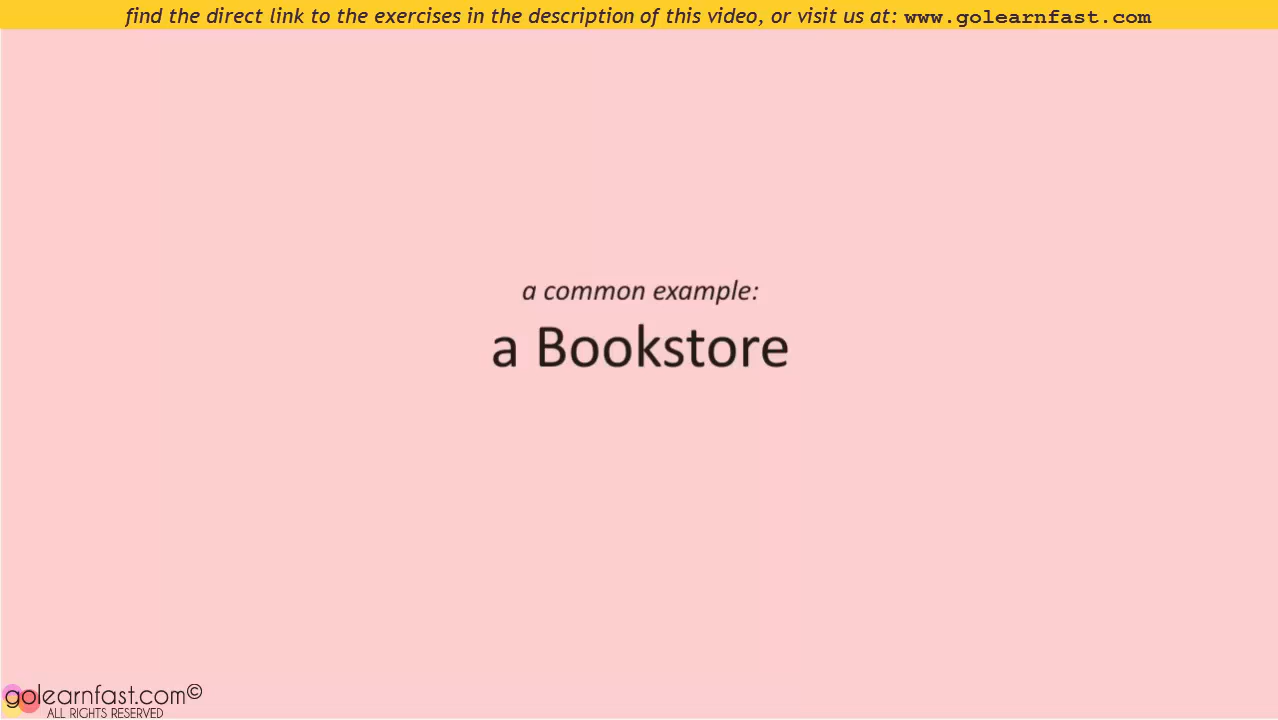 find the direct link to the exercises in the description of this video, or visit us at: www.golearnfast.com
a common example:
a Bookstore
golearnfast.com©
ALL RIGHTS RESERVED